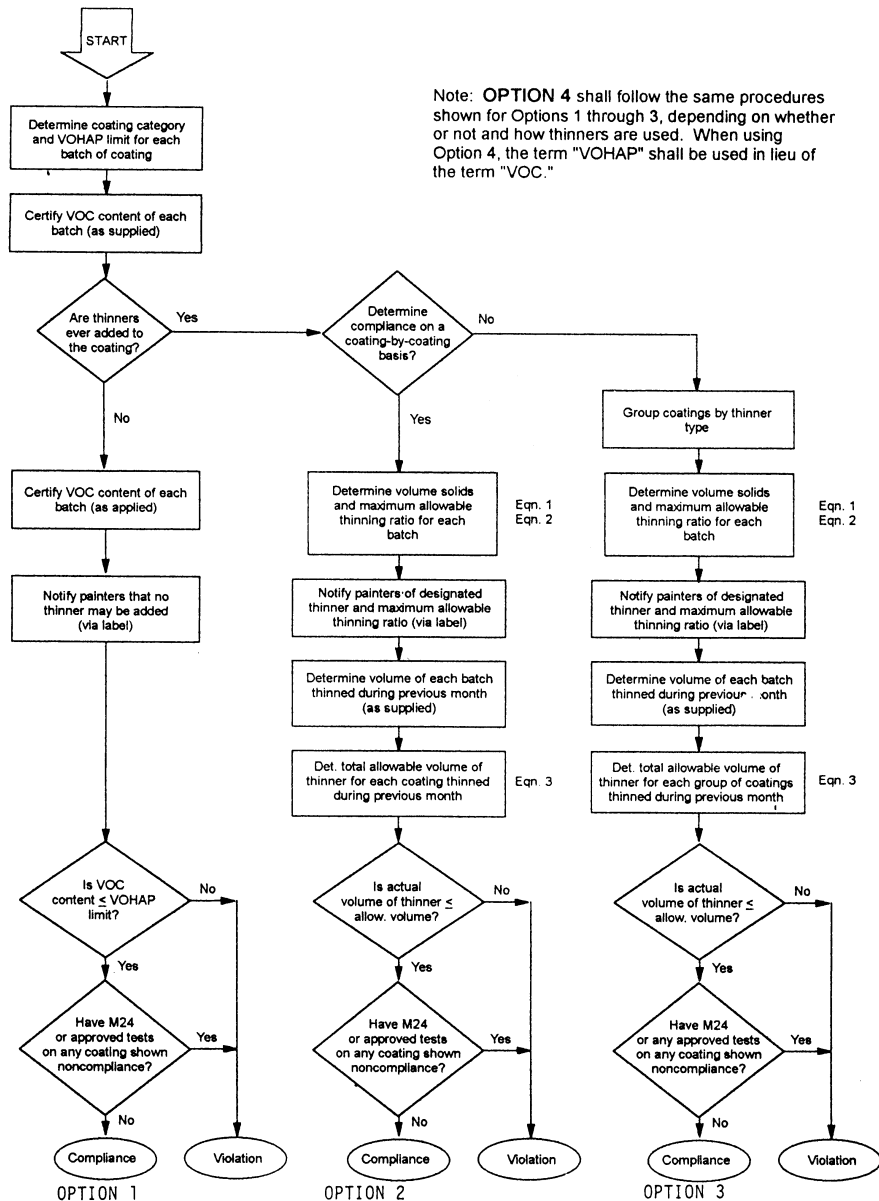 START
Note: OPTION 4 shall follow the same procedures
shown for Options 1 through 3, depending on whether
or not and how thinners are used. When using
Option 4, the term "VOHAP" shall be used in lieu of
the term "VOC."
Determine coating category
and VOHAP limit for each
batch of coating
Certify VOC content of each
batch (as supplied)
Are thinners
ever added to
the coating?
Yes
No
Certify VOC content of each
batch (as applied)
Notify painters that no
thinner may be added
(via label)
Is VOC
content ≤ VOHAP
limit?
No
Yes
Have M24
or approved tests
on any coating shown
noncompliance?
Yes
No
Compliance
Violation
OPTION 1
Determine
compliance on a
coating-by-coating
basis?
No
Yes
Determine volume solids
and maximum allowable
thinning ratio for each
batch
Eqn. 1
Eqn. 2
Notify painters of designated
thinner and maximum allowable
thinning ratio (via label)
Determine volume of each batch
thinned during previous month
(as supplied)
Det. total allowable volume of
thinner for each coating thinned
during previous month
Eqn. 3
Is actual
volume of thinner ≤
allow. volume?
No
Yes
Have M24
or approved tests
on any coating shown
noncompliance?
Yes
No
Compliance
Violation
OPTION 2
Group coatings by thinner
type
Determine volume solids
and maximum allowable
thinning ratio for each
batch
Eqn. 1
Eqn. 2
Notify painters of designated
thinner and maximum allowable
thinning ratio (via label)
Determine volume of each batch
thinned during previous month
(as supplied)
Det. total allowable volume of
thinner for each group of coatings
thinned during previous month
Eqn. 3
Is actual
volume of thinner ≤
allow. volume?
No
Yes
Have M24
or any approved tests
on any coating shown
noncompliance?
Yes
No
Compliance
Violation
OPTION 3